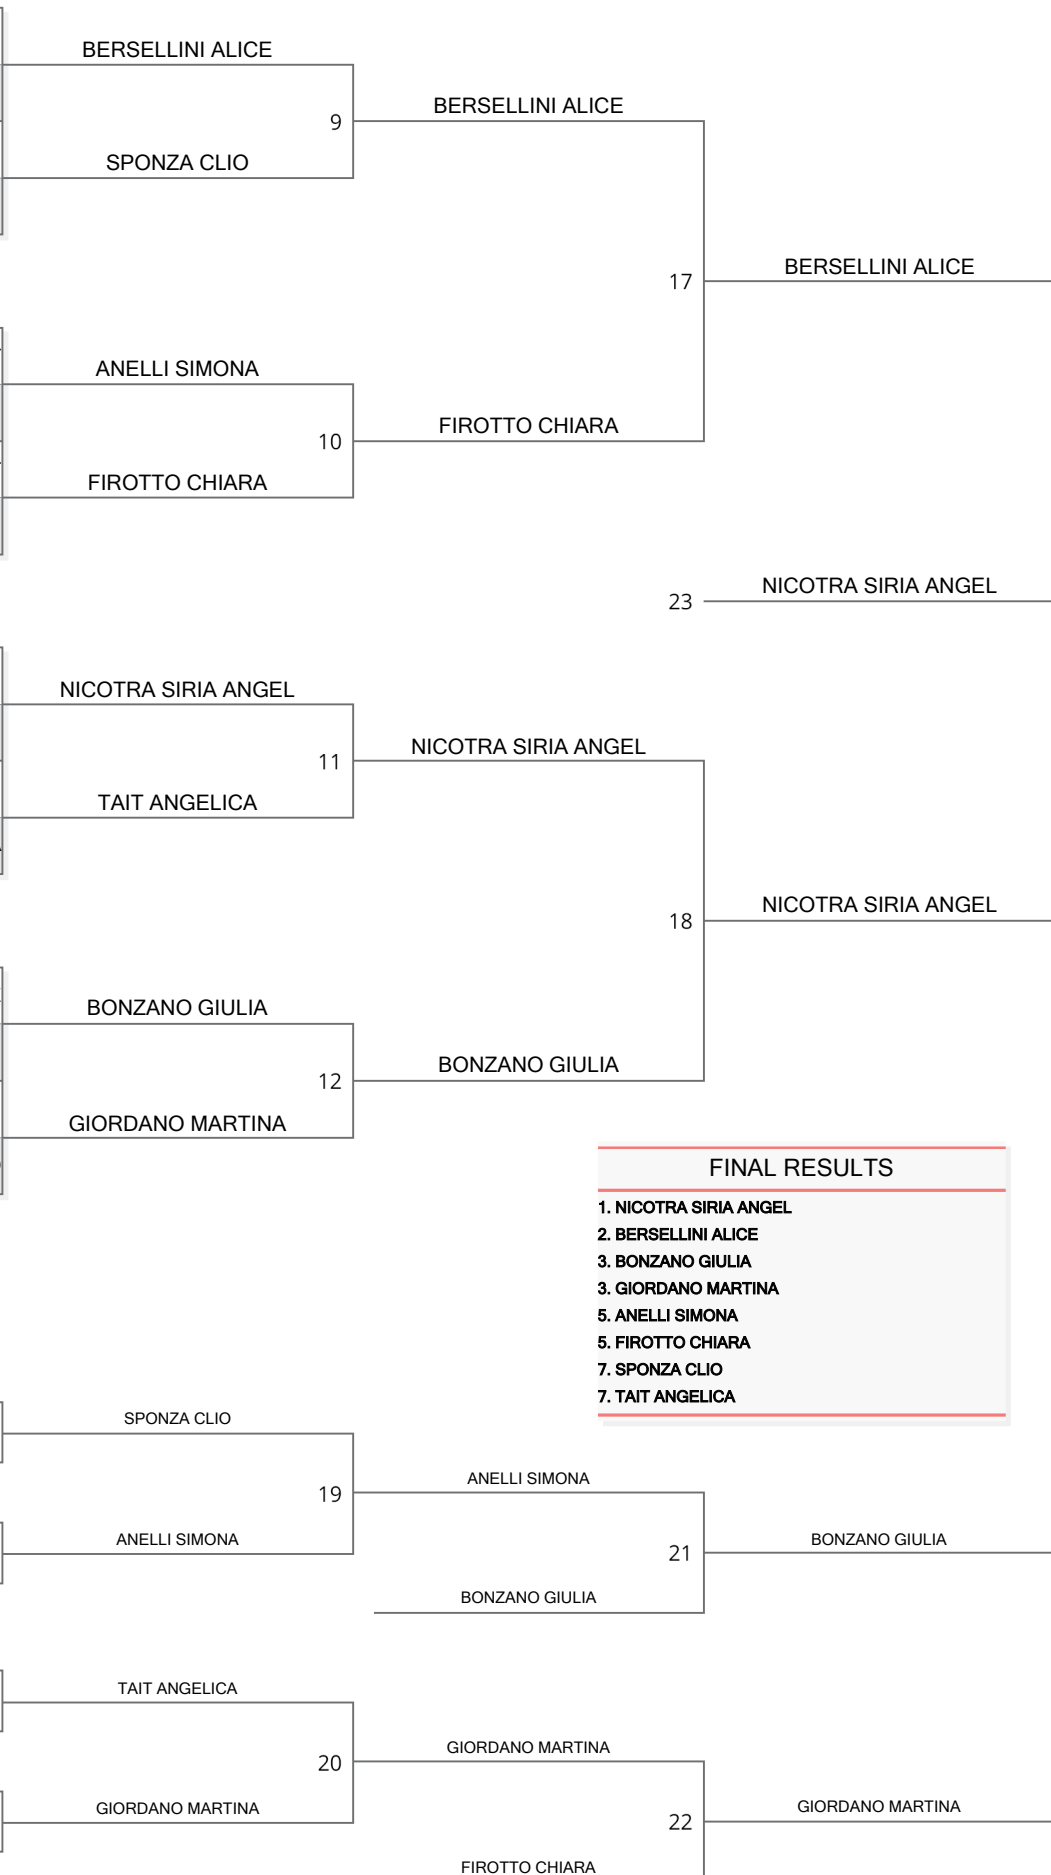 BERSELLINI ALICE
BERSELLINI ALICE
9
SPONZA CLIO
BERSELLINI ALICE
17
ANELLI SIMONA
FIROTTO CHIARA
10
FIROTTO CHIARA
NICOTRA SIRIA ANGEL
23
NICOTRA SIRIA ANGEL
NICOTRA SIRIA ANGEL
11
TAIT ANGELICA
NICOTRA SIRIA ANGEL
18
BONZANO GIULIA
BONZANO GIULIA
12
GIORDANO MARTINA
FINAL RESULTS
1. NICOTRA SIRIA ANGEL
2. BERSELLINI ALICE
3. BONZANO GIULIA
3. GIORDANO MARTINA
5. ANELLI SIMONA
5. FIROTTO CHIARA
7. SPONZA CLIO
7. TAIT ANGELICA
SPONZA CLIO
ANELLI SIMONA
19
ANELLI SIMONA
BONZANO GIULIA
21
BONZANO GIULIA
TAIT ANGELICA
GIORDANO MARTINA
20
GIORDANO MARTINA
GIORDANO MARTINA
22
FIROTTO CHIARA